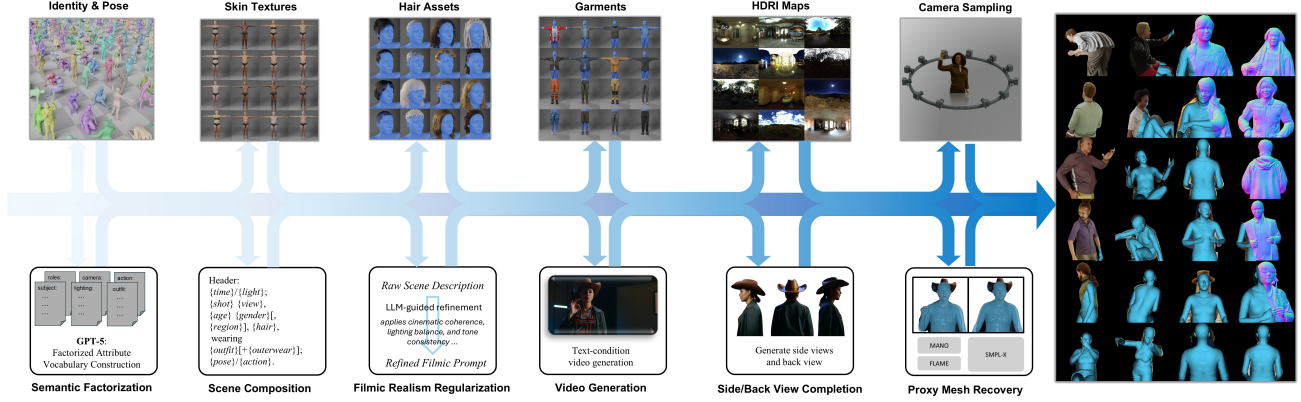 Identity & Pose
Skin Textures
Hair Assets
Garments
HDRI Maps
Camera Sampling
roles:
camera:
action:
subject:
lighting:
outfit:
...
...
...
...
...
...
...
...
...
GPT-5:
Factorized Attribute
Vocabulary Construction
Semantic Factorization
Header:
{time}/{light};
{shot} {view},
{age} {gender}[,
{region}], {hair},
wearing
{outfit}[+{outerwear}];
{pose}/{action}.
Scene Composition
Raw Scene Description
LLM-guided refinement
applies cinematic coherence,
lighting balance, and tone
consistency ...
Refined Filmic Prompt
Filmic Realism Regularization
Text-condition
video generation
Video Generation
Generate side views
and back view
Side/Back View Completion
MANO
FLAME
SMPL-X
Proxy Mesh Recovery